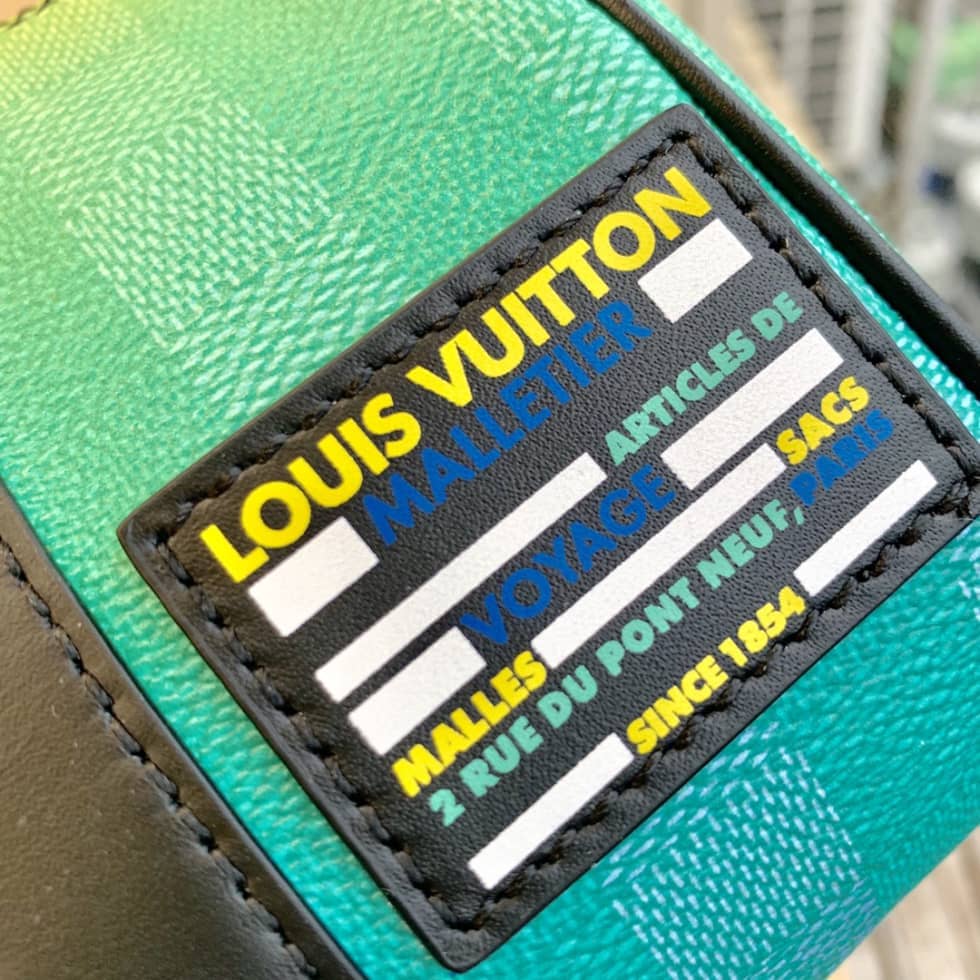 LOUIS VUITTON
MALLETIER
ARTICLES DE
VOYAGE
MALLES SACS
2 RUE DU PONT NEUF, PARIS
SINCE 1854